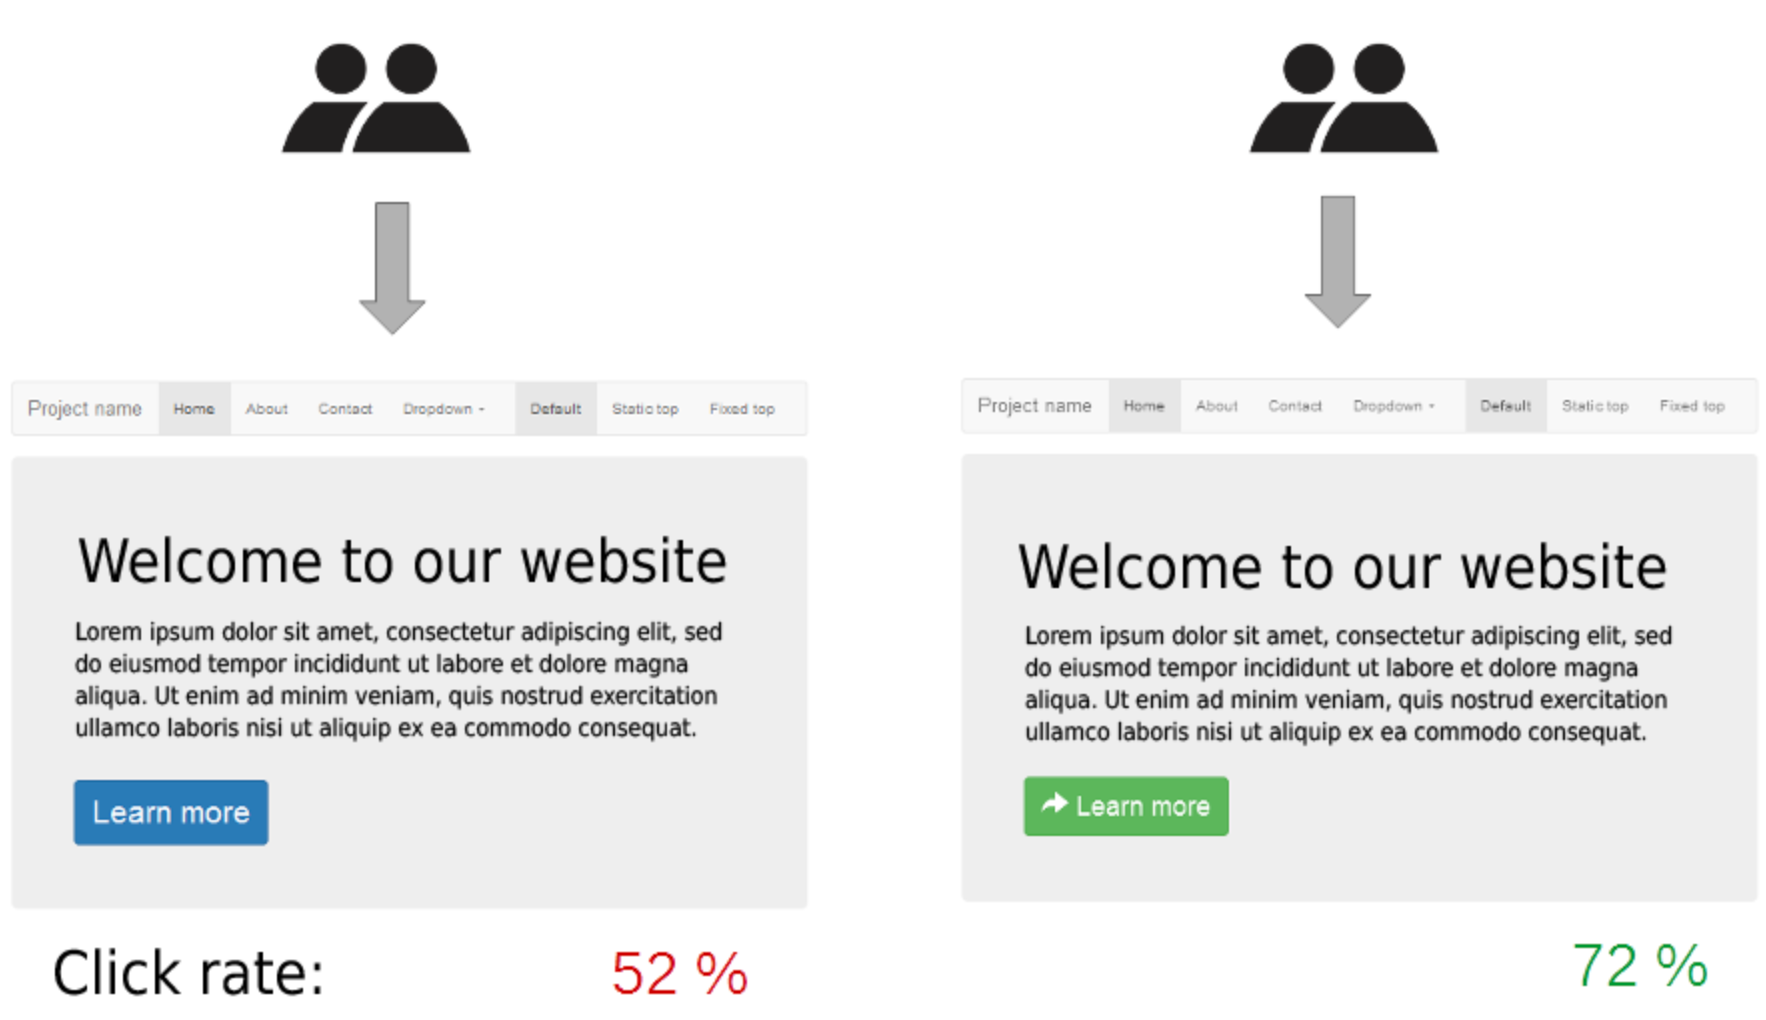 Project name Home About Contact Dropdown Default Static top Fixed top
Welcome to our website
Lorem ipsum dolor sit amet, consectetur adipiscing elit, sed
do eiusmod tempor incididunt ut labore et dolore magna
aliqua. Ut enim ad minim veniam, quis nostrud exercitation
ullamco laboris nisi ut aliquip ex ea commodo consequat.
Learn more
Click rate: 52 %
Project name Home About Contact Dropdown Default Static top Fixed top
Welcome to our website
Lorem ipsum dolor sit amet, consectetur adipiscing elit, sed
do eiusmod tempor incididunt ut labore et dolore magna
aliqua. Ut enim ad minim veniam, quis nostrud exercitation
ullamco laboris nisi ut aliquip ex ea commodo consequat.
Learn more
72 %